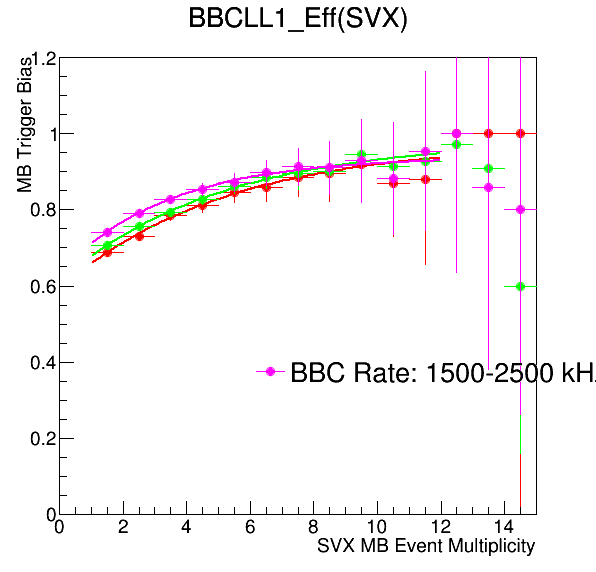 BBCLL1_Eff(SVX)
MB Trigger Bias
1.2
1
0.8
0.6
0.4
0.2
0
BBC Rate: 1500-2500 kH
0 2 4 6 8 10 12 14
SVX MB Event Multiplicity